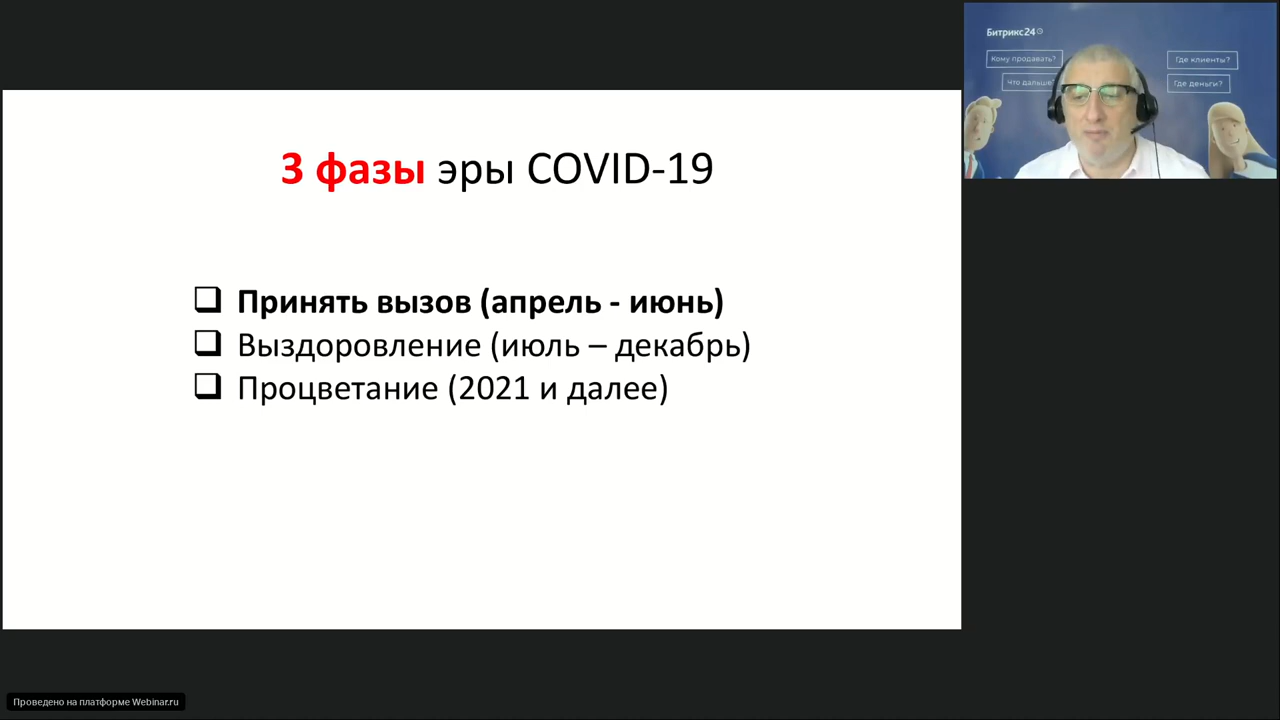 3 фазы эры COVID-19
Принять вызов (апрель - июнь)
Выздоровление (июль – декабрь)
Процветание (2021 и далее)
Битрикс24
Кому продавать?
Что дальше?
Где клиенты?
Где деньги?
Проведено на платформе Webinar.ru